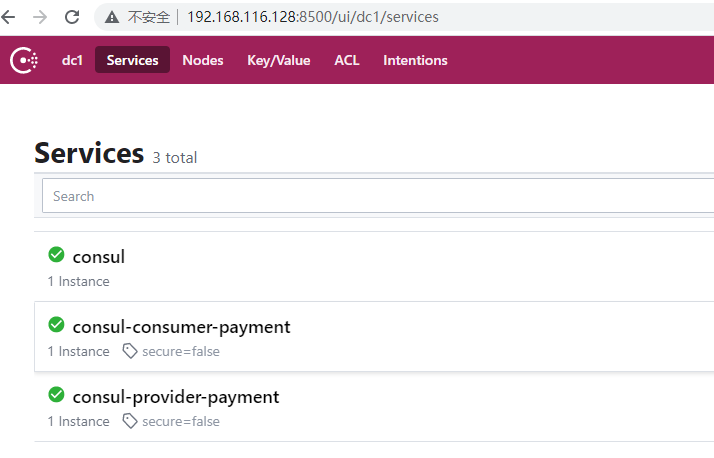 不安全 192.168.116.128:8500/ui/dc1/services
dc1 Services Nodes Key/Value ACL Intentions
Services 3 total
Search
consul
1 Instance
consul-consumer-payment
1 Instance secure=false
consul-provider-payment
1 Instance secure=false